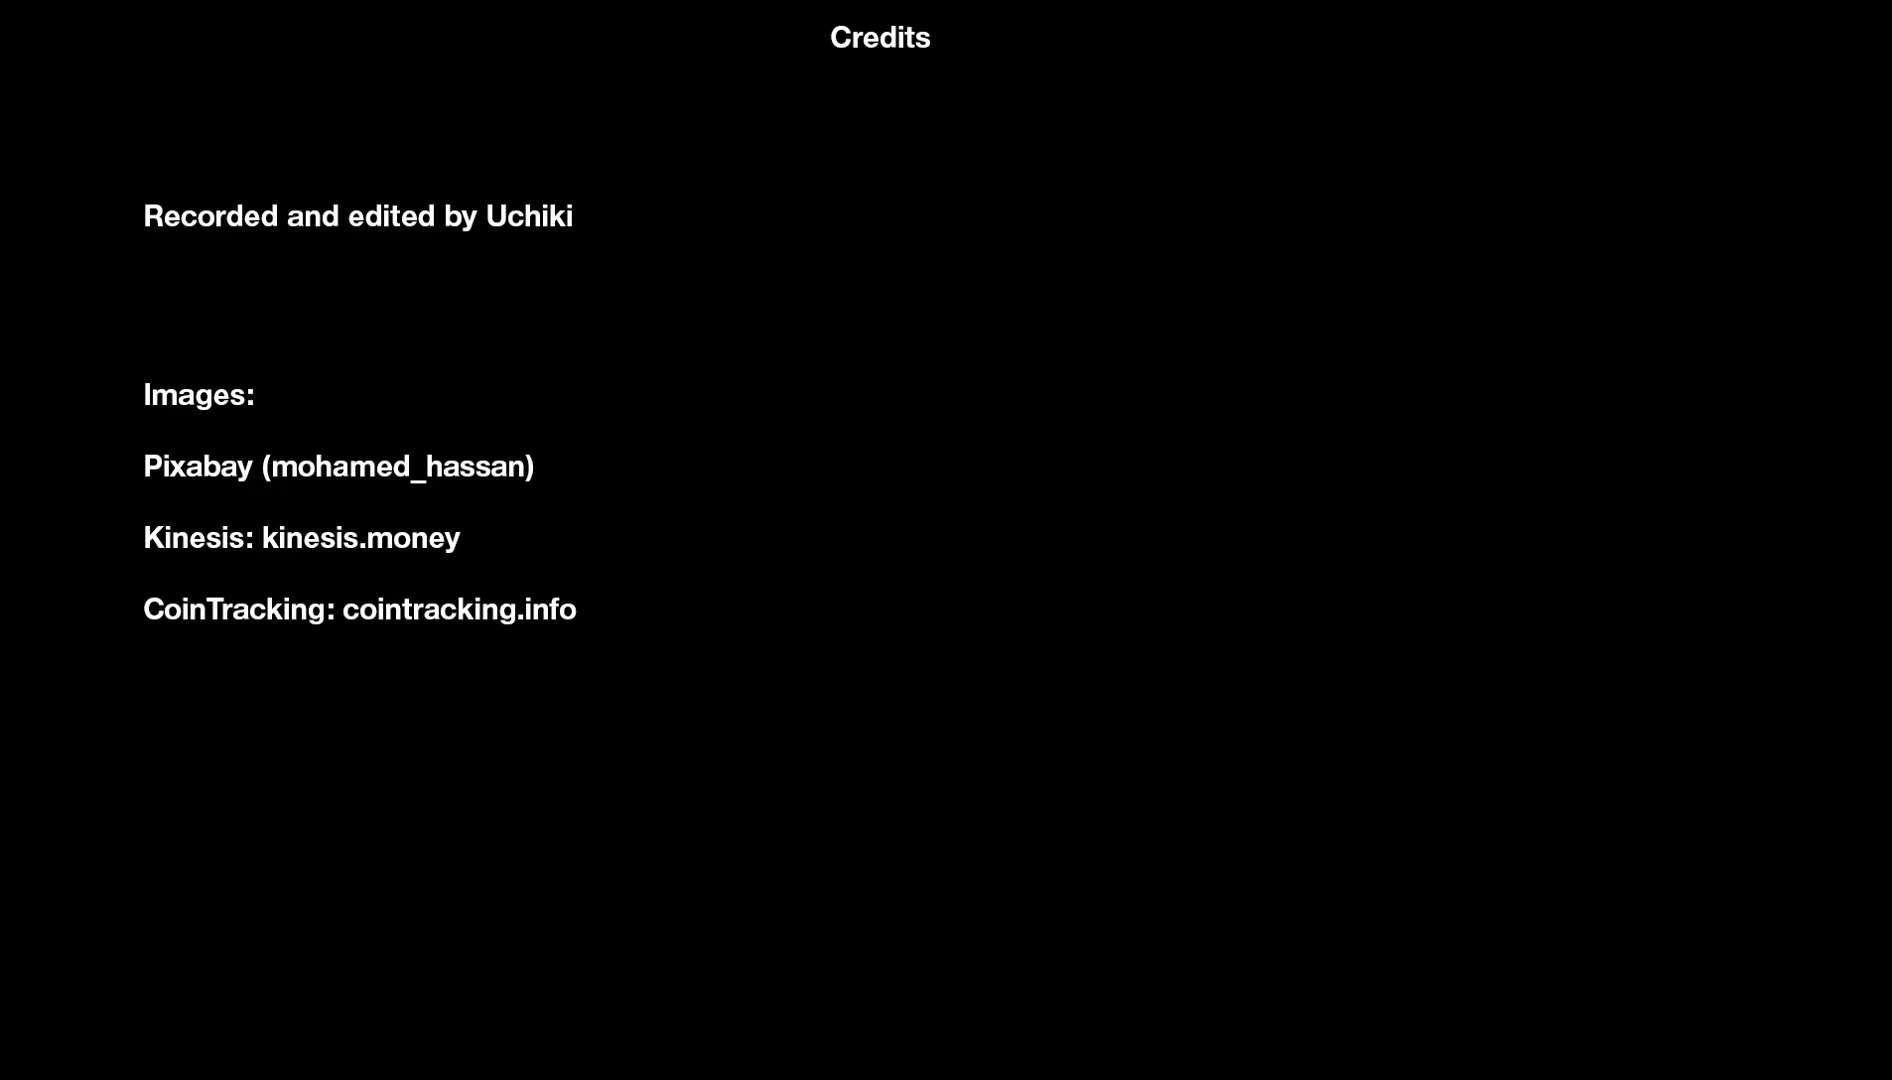 Credits
Recorded and edited by Uchiki
Images:
Pixabay (mohamed_hassan)
Kinesis: kinesis.money
CoinTracking: cointracking.info